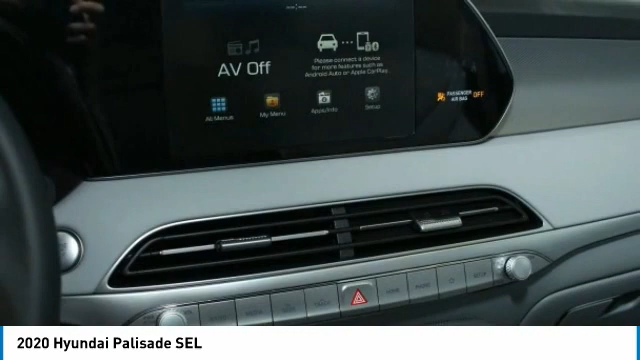 --:--
AV Off
Please connect a device
for more features such as
Android Auto or Apple CarPlay.
All Menus
My Menu
Apps/Info
Setup
PASSENGER
AIR BAG
OFF
2020 Hyundai Palisade SEL